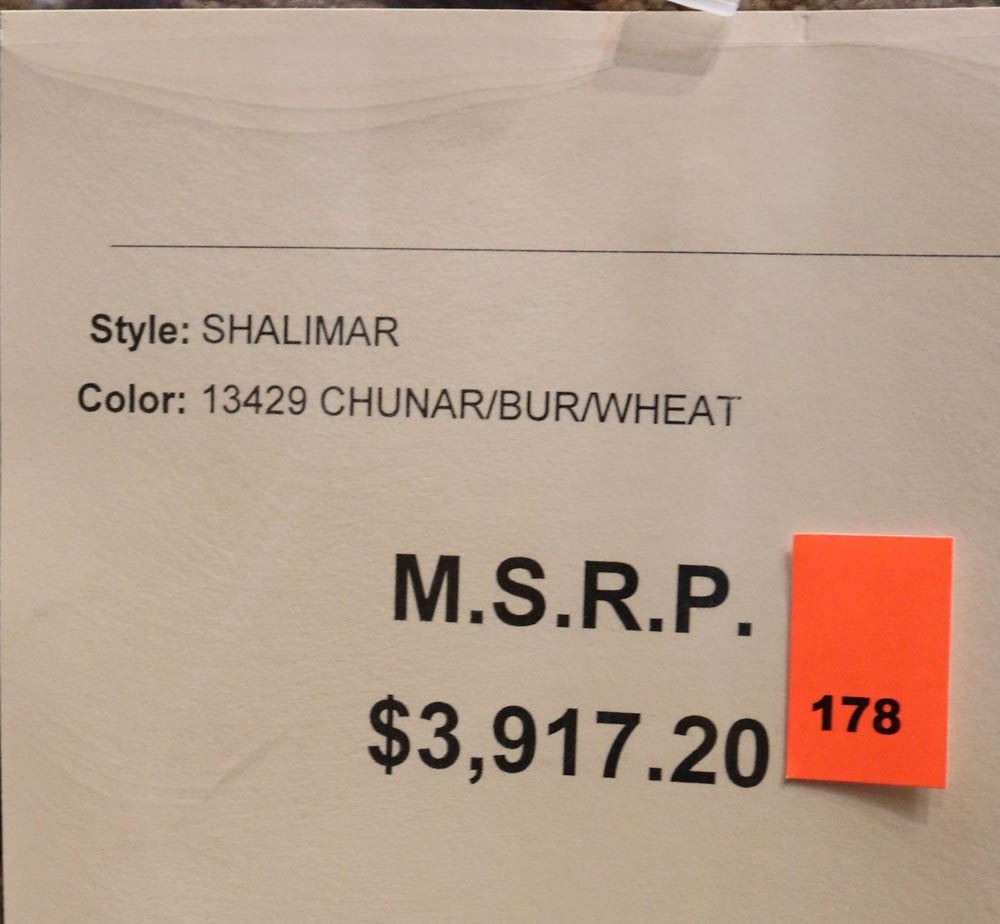 Style: SHALIMAR
Color: 13429 CHUNAR/BUR/WHEAT
M.S.R.P.
$3,917.20
178